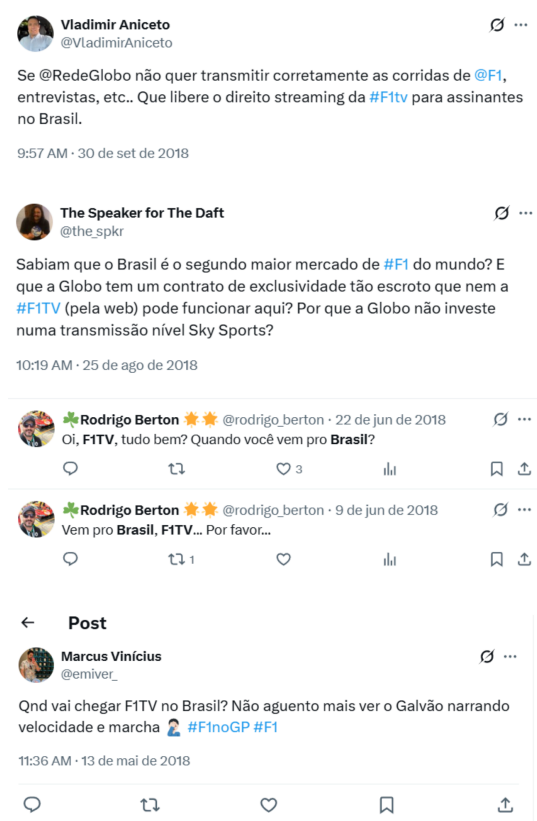 Vladimir Aniceto
@VladimirAniceto
Se @RedeGlobo não quer transmitir corretamente as corridas de @F1,
entrevistas, etc.. Que libere o direito streaming da #F1tv para assinantes
no Brasil.
9:57 AM · 30 de set de 2018
The Speaker for The Daft
@the_spkr
Sabiam que o Brasil é o segundo maior mercado de #F1 do mundo? E
que a Globo tem um contrato de exclusividade tão escroto que nem a
#F1TV (pela web) pode funcionar aqui? Por que a Globo não investe
numa transmissão nível Sky Sports?
10:19 AM · 25 de ago de 2018
☘️Rodrigo Berton 🌟🌟 @rodrigo_berton · 22 de jun de 2018
Oi, F1TV, tudo bem? Quando você vem pro Brasil?
3
☘️Rodrigo Berton 🌟🌟 @rodrigo_berton · 9 de jun de 2018
Vem pro Brasil, F1TV... Por favor...
1
Post
Marcus Vinícius
@emiver_
Qnd vai chegar F1TV no Brasil? Não aguento mais ver o Galvão narrando
velocidade e marcha 🤦🏻‍♂️ #F1noGP #F1
11:36 AM · 13 de mai de 2018